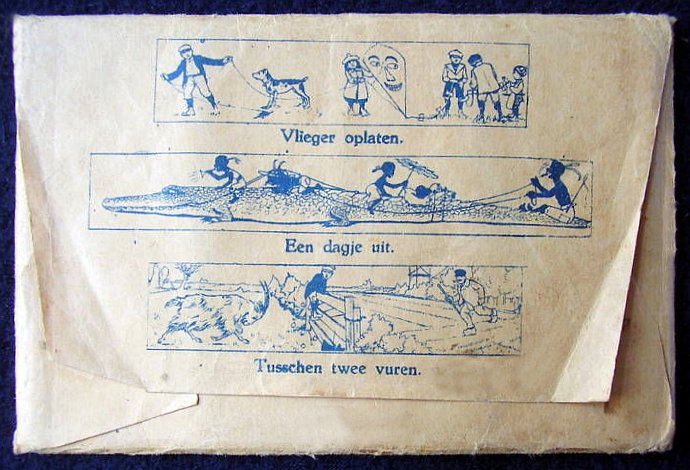 Vlieger oplaten.
Een dagje uit.
Tusschen twee vuren.